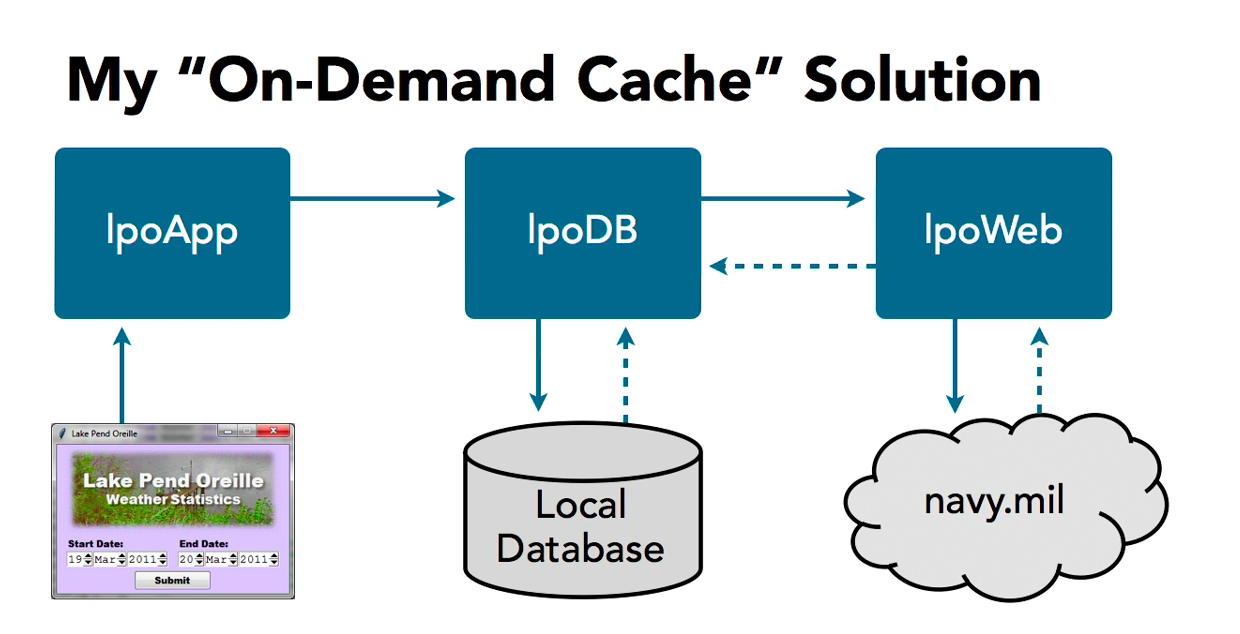 My “On-Demand Cache” Solution
lpoApp
lpoDB
lpoWeb
Lake Pend Oreille
Lake Pend Oreille
Weather Statistics
Start Date:
End Date:
19 Mar 2011
20 Mar 2011
Submit
Local
Database
navy.mil